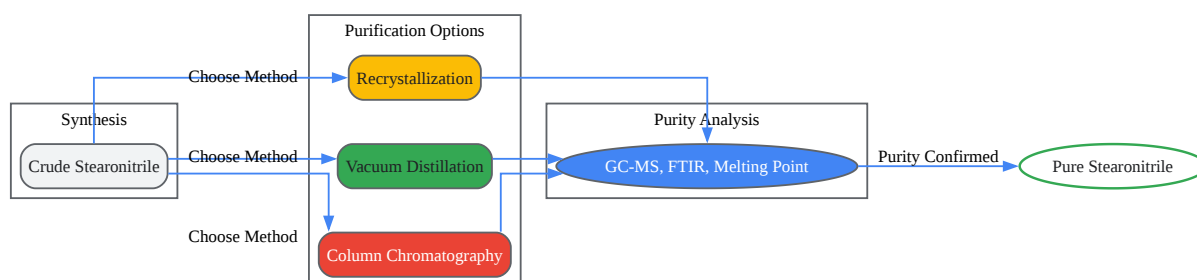 Purification Options
Choose Method
Recrystallization
Synthesis
Purity Analysis
Crude Stearonitrile
Choose Method
Vacuum Distillation
GC-MS, FTIR, Melting Point
Purity Confirmed
Pure Stearonitrile
Choose Method
Column Chromatography